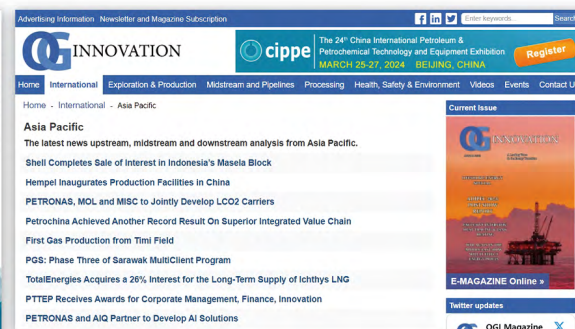 Advertising Information Newsletter and Magazine Subscription
f in Enter keywords. Search
OG INNOVATION
cippe
The 24th China International Petroleum &
Petrochemical Technology and Equipment Exhibition
MARCH 25-27, 2024 BEIJING, CHINA
Register
Home International Exploration & Production Midstream and Pipelines Processing Health, Safety & Environment Videos Events Contact U
Home - International - Asia Pacific
Asia Pacific
The latest news upstream, midstream and downstream analysis from Asia Pacific.
Shell Completes Sale of Interest in Indonesia's Masela Block
Hempel Inaugurates Production Facilities in China
PETRONAS, MOL and MISC to Jointly Develop LCO2 Carriers
Petrochina Achieved Another Record Result On Superior Integrated Value Chain
First Gas Production from Timi Field
PGS: Phase Three of Sarawak MultiClient Program
TotalEnergies Acquires a 26% Interest for the Long-Term Supply of Ichthys LNG
PTTEP Receives Awards for Corporate Management, Finance, Innovation
PETRONAS and AIQ Partner to Develop AI Solutions
Current Issue
OG INNOVATION
E-MAGAZINE Online »
Twitter updates
OGI Magazine X